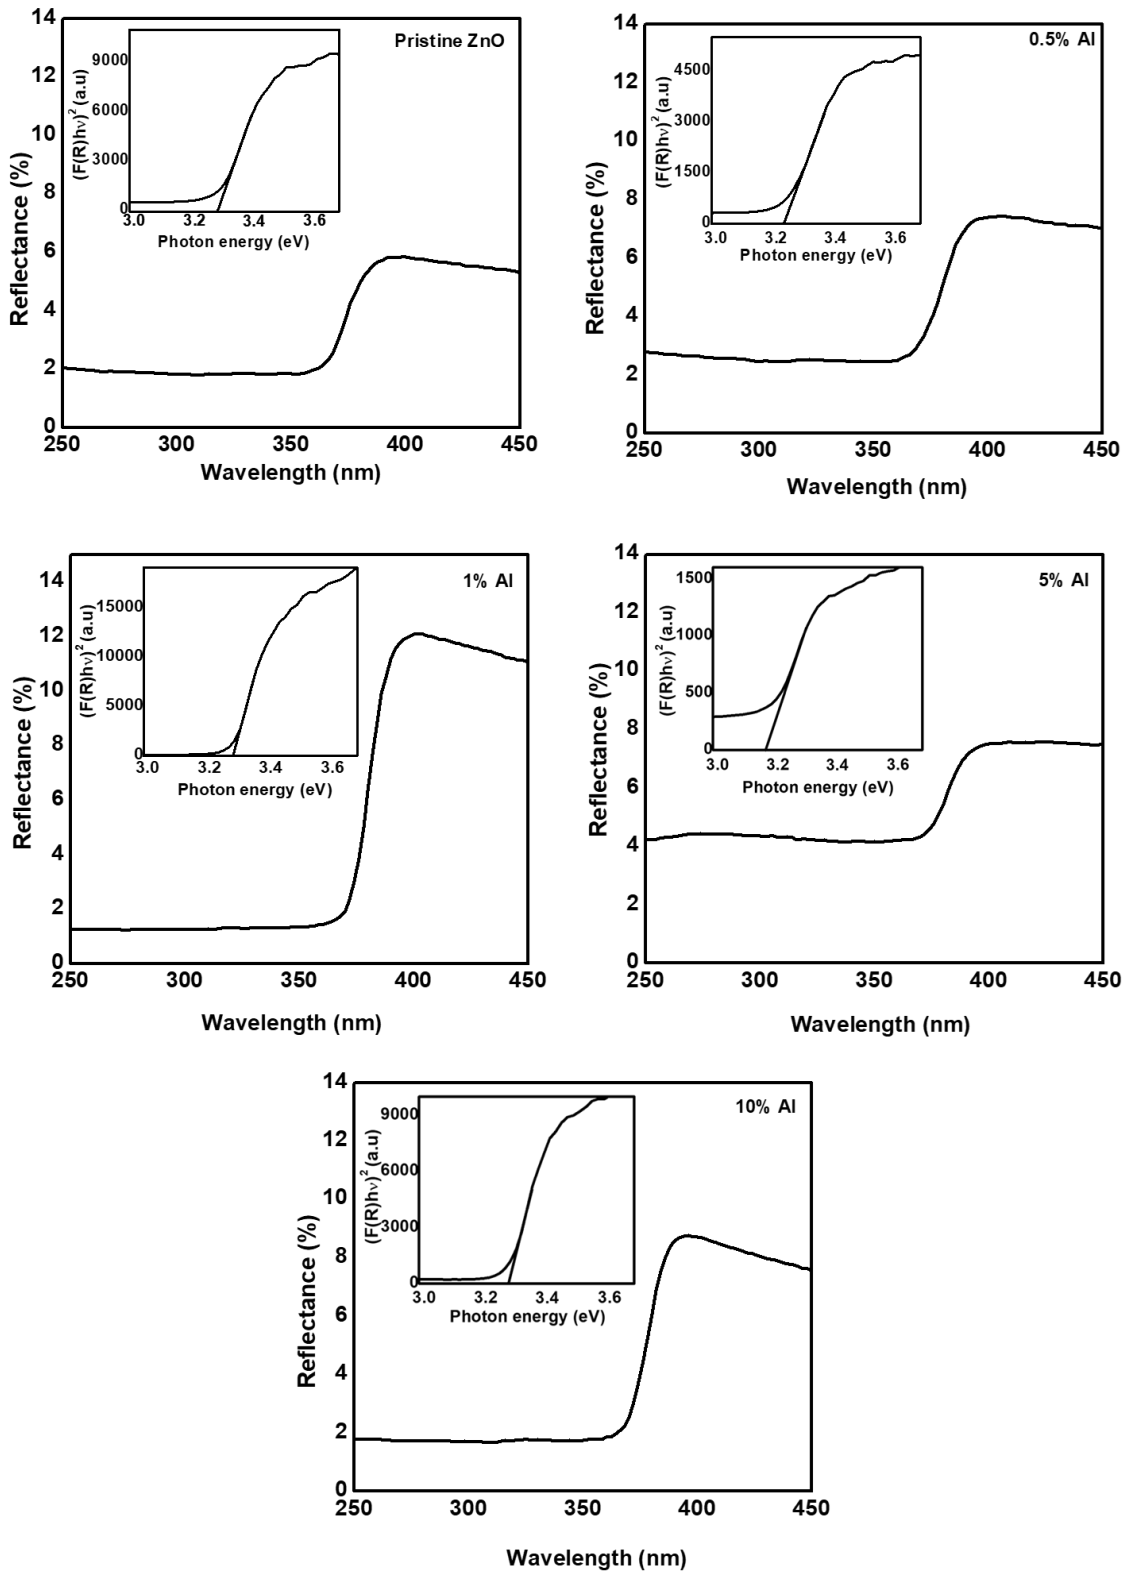 Pristine ZnO
Reflectance (%)
14
12
10
8
6
4
2
0
250 300 350 400 450
Wavelength (nm)
(F(R)hν)² (a.u)
9000
6000
3000
0
3.0 3.2 3.4 3.6
Photon energy (eV)
0.5% Al
Reflectance (%)
14
12
10
8
6
4
2
0
250 300 350 400 450
Wavelength (nm)
(F(R)hν)² (a.u)
4500
3000
1500
0
3.0 3.2 3.4 3.6
Photon energy (eV)
1% Al
Reflectance (%)
14
12
10
8
6
4
2
0
250 300 350 400 450
Wavelength (nm)
(F(R)hν)² (a.u)
15000
10000
5000
0
3.0 3.2 3.4 3.6
Photon energy (eV)
5% Al
Reflectance (%)
14
12
10
8
6
4
2
0
250 300 350 400 450
Wavelength (nm)
(F(R)hν)² (a.u)
1500
1000
500
0
3.0 3.2 3.4 3.6
Photon energy (eV)
10% Al
Reflectance (%)
14
12
10
8
6
4
2
0
250 300 350 400 450
Wavelength (nm)
(F(R)hν)² (a.u)
9000
6000
3000
0
3.0 3.2 3.4 3.6
Photon energy (eV)